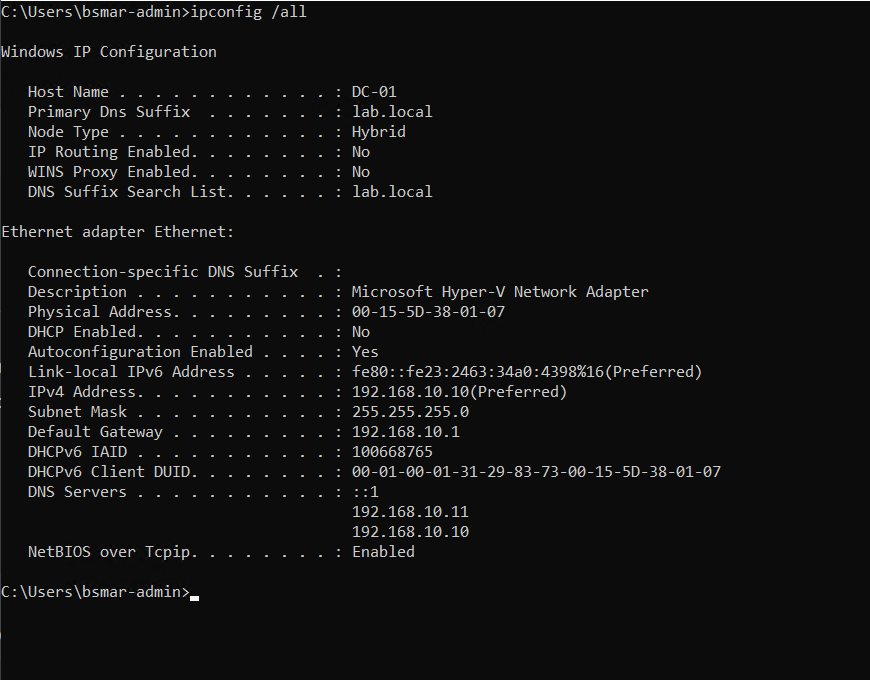 C:\Users\bsmar-admin>ipconfig /all
Windows IP Configuration
Host Name . . . . . . . . . . . . : DC-01
Primary Dns Suffix  . . . . . . . : lab.local
Node Type . . . . . . . . . . . . : Hybrid
IP Routing Enabled. . . . . . . . : No
WINS Proxy Enabled. . . . . . . . : No
DNS Suffix Search List. . . . . . : lab.local
Ethernet adapter Ethernet:
Connection-specific DNS Suffix  . :
Description . . . . . . . . . . . : Microsoft Hyper-V Network Adapter
Physical Address. . . . . . . . . : 00-15-5D-38-01-07
DHCP Enabled. . . . . . . . . . . : No
Autoconfiguration Enabled . . . . : Yes
Link-local IPv6 Address . . . . . : fe80::fe23:2463:34a0:4398%16(Preferred)
IPv4 Address. . . . . . . . . . . : 192.168.10.10(Preferred)
Subnet Mask . . . . . . . . . . . : 255.255.255.0
Default Gateway . . . . . . . . . : 192.168.10.1
DHCPv6 IAID . . . . . . . . . . . : 100668765
DHCPv6 Client DUID. . . . . . . . : 00-01-00-01-31-29-83-73-00-15-5D-38-01-07
DNS Servers . . . . . . . . . . . : ::1
192.168.10.11
192.168.10.10
NetBIOS over Tcpip. . . . . . . . : Enabled
C:\Users\bsmar-admin>